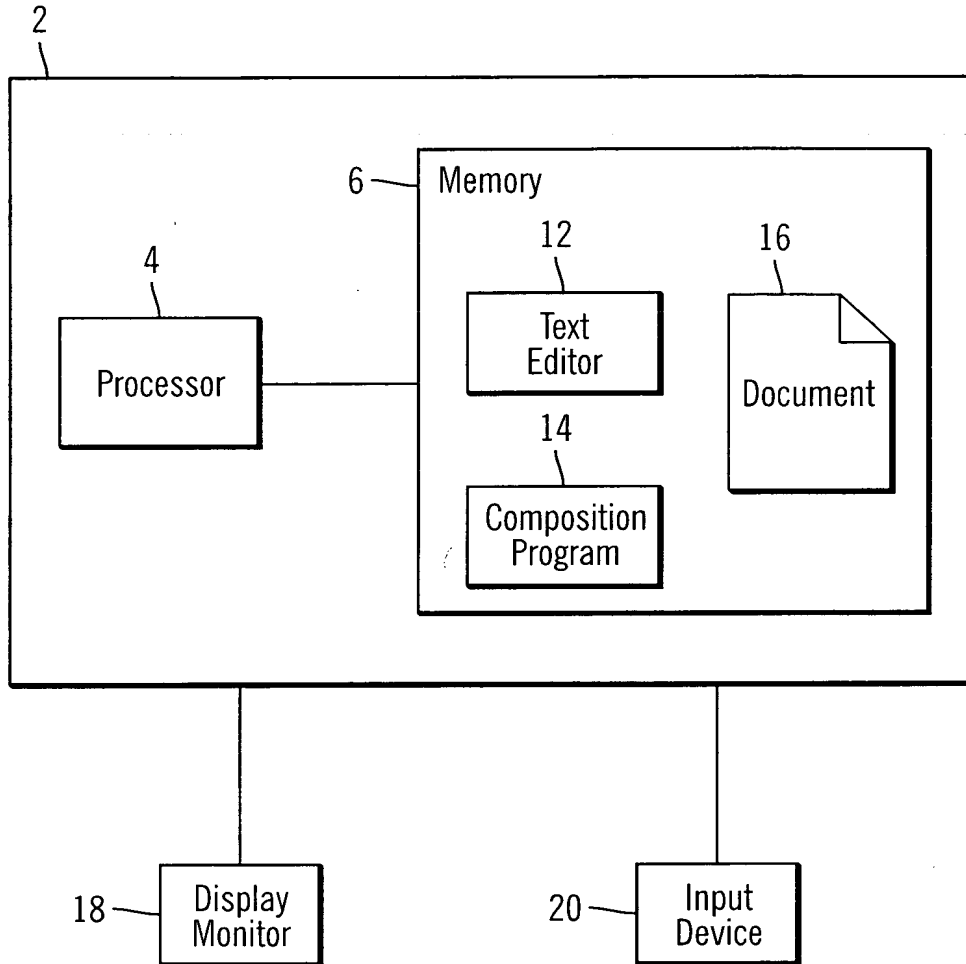 2
6
Memory
12
16
4
Text
Editor
Processor
Document
14
Composition
Program
18
Display
Monitor
20
Input
Device